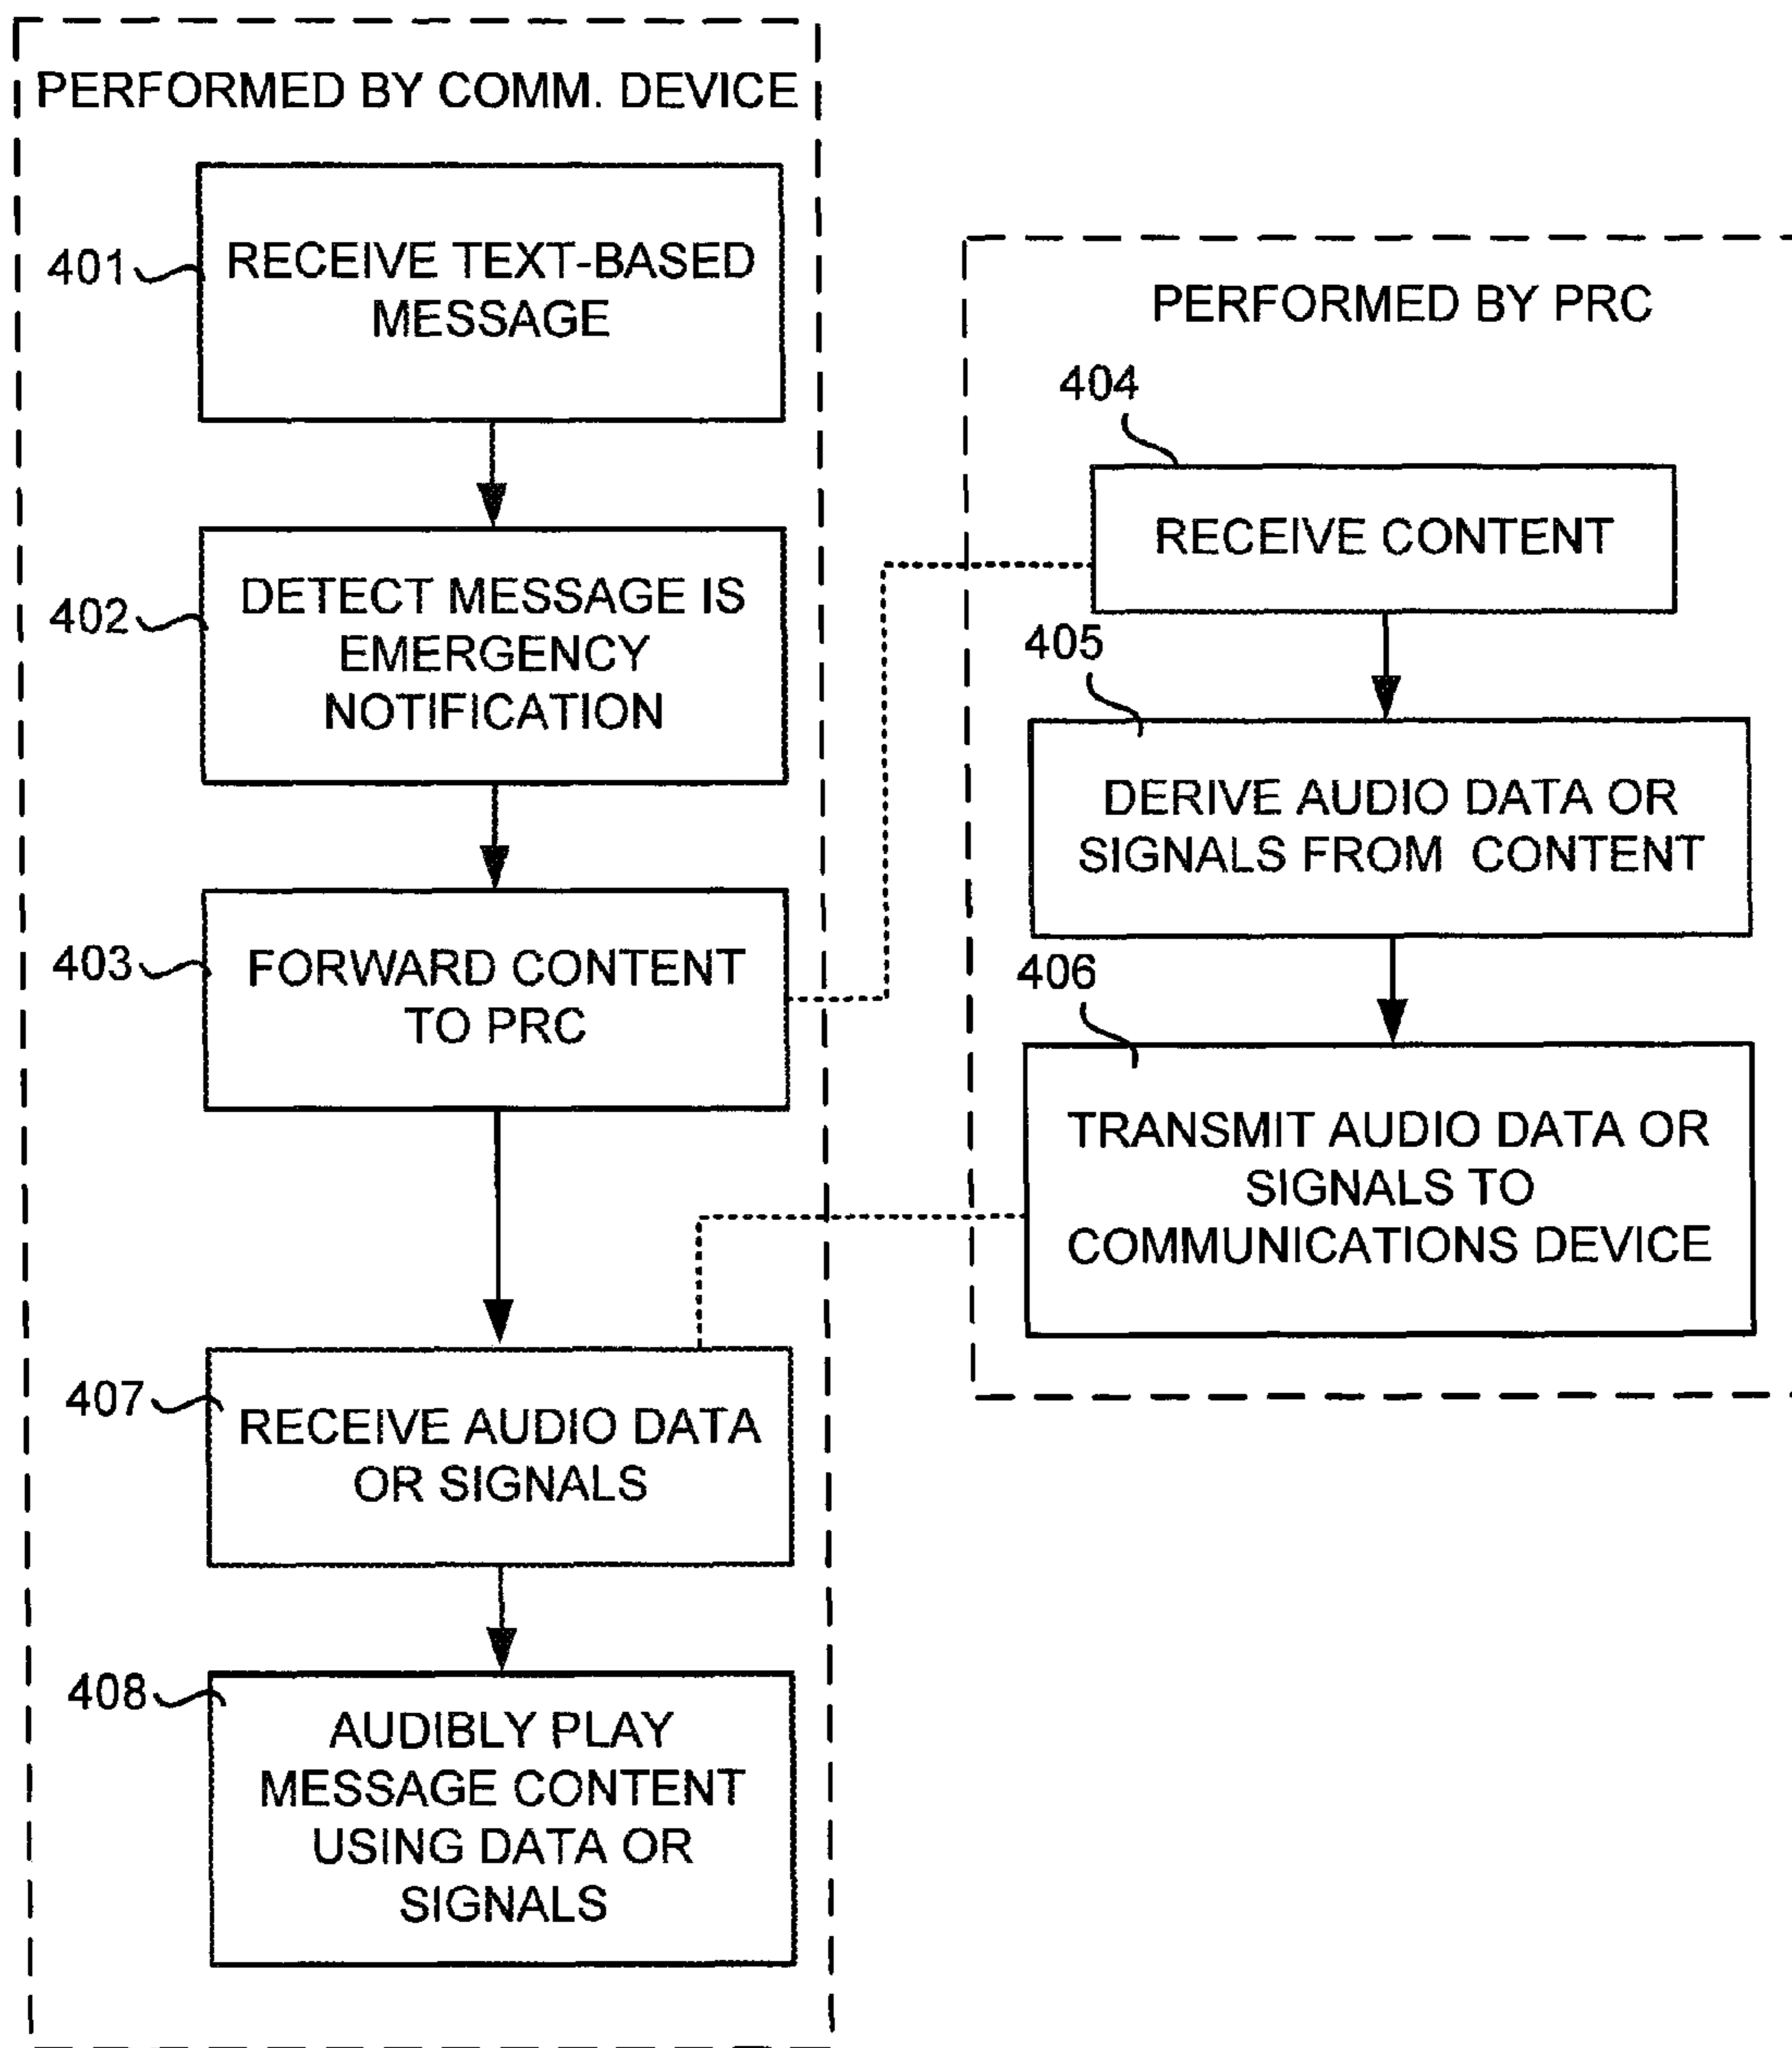 PERFORMED BY COMM. DEVICE
401
RECEIVE TEXT-BASED
MESSAGE
402
DETECT MESSAGE IS
EMERGENCY
NOTIFICATION
403
FORWARD CONTENT
TO PRC
PERFORMED BY PRC
404
RECEIVE CONTENT
405
DERIVE AUDIO DATA OR
SIGNALS FROM CONTENT
406
TRANSMIT AUDIO DATA OR
SIGNALS TO
COMMUNICATIONS DEVICE
407
RECEIVE AUDIO DATA
OR SIGNALS
408
AUDIBLY PLAY
MESSAGE CONTENT
USING DATA OR
SIGNALS